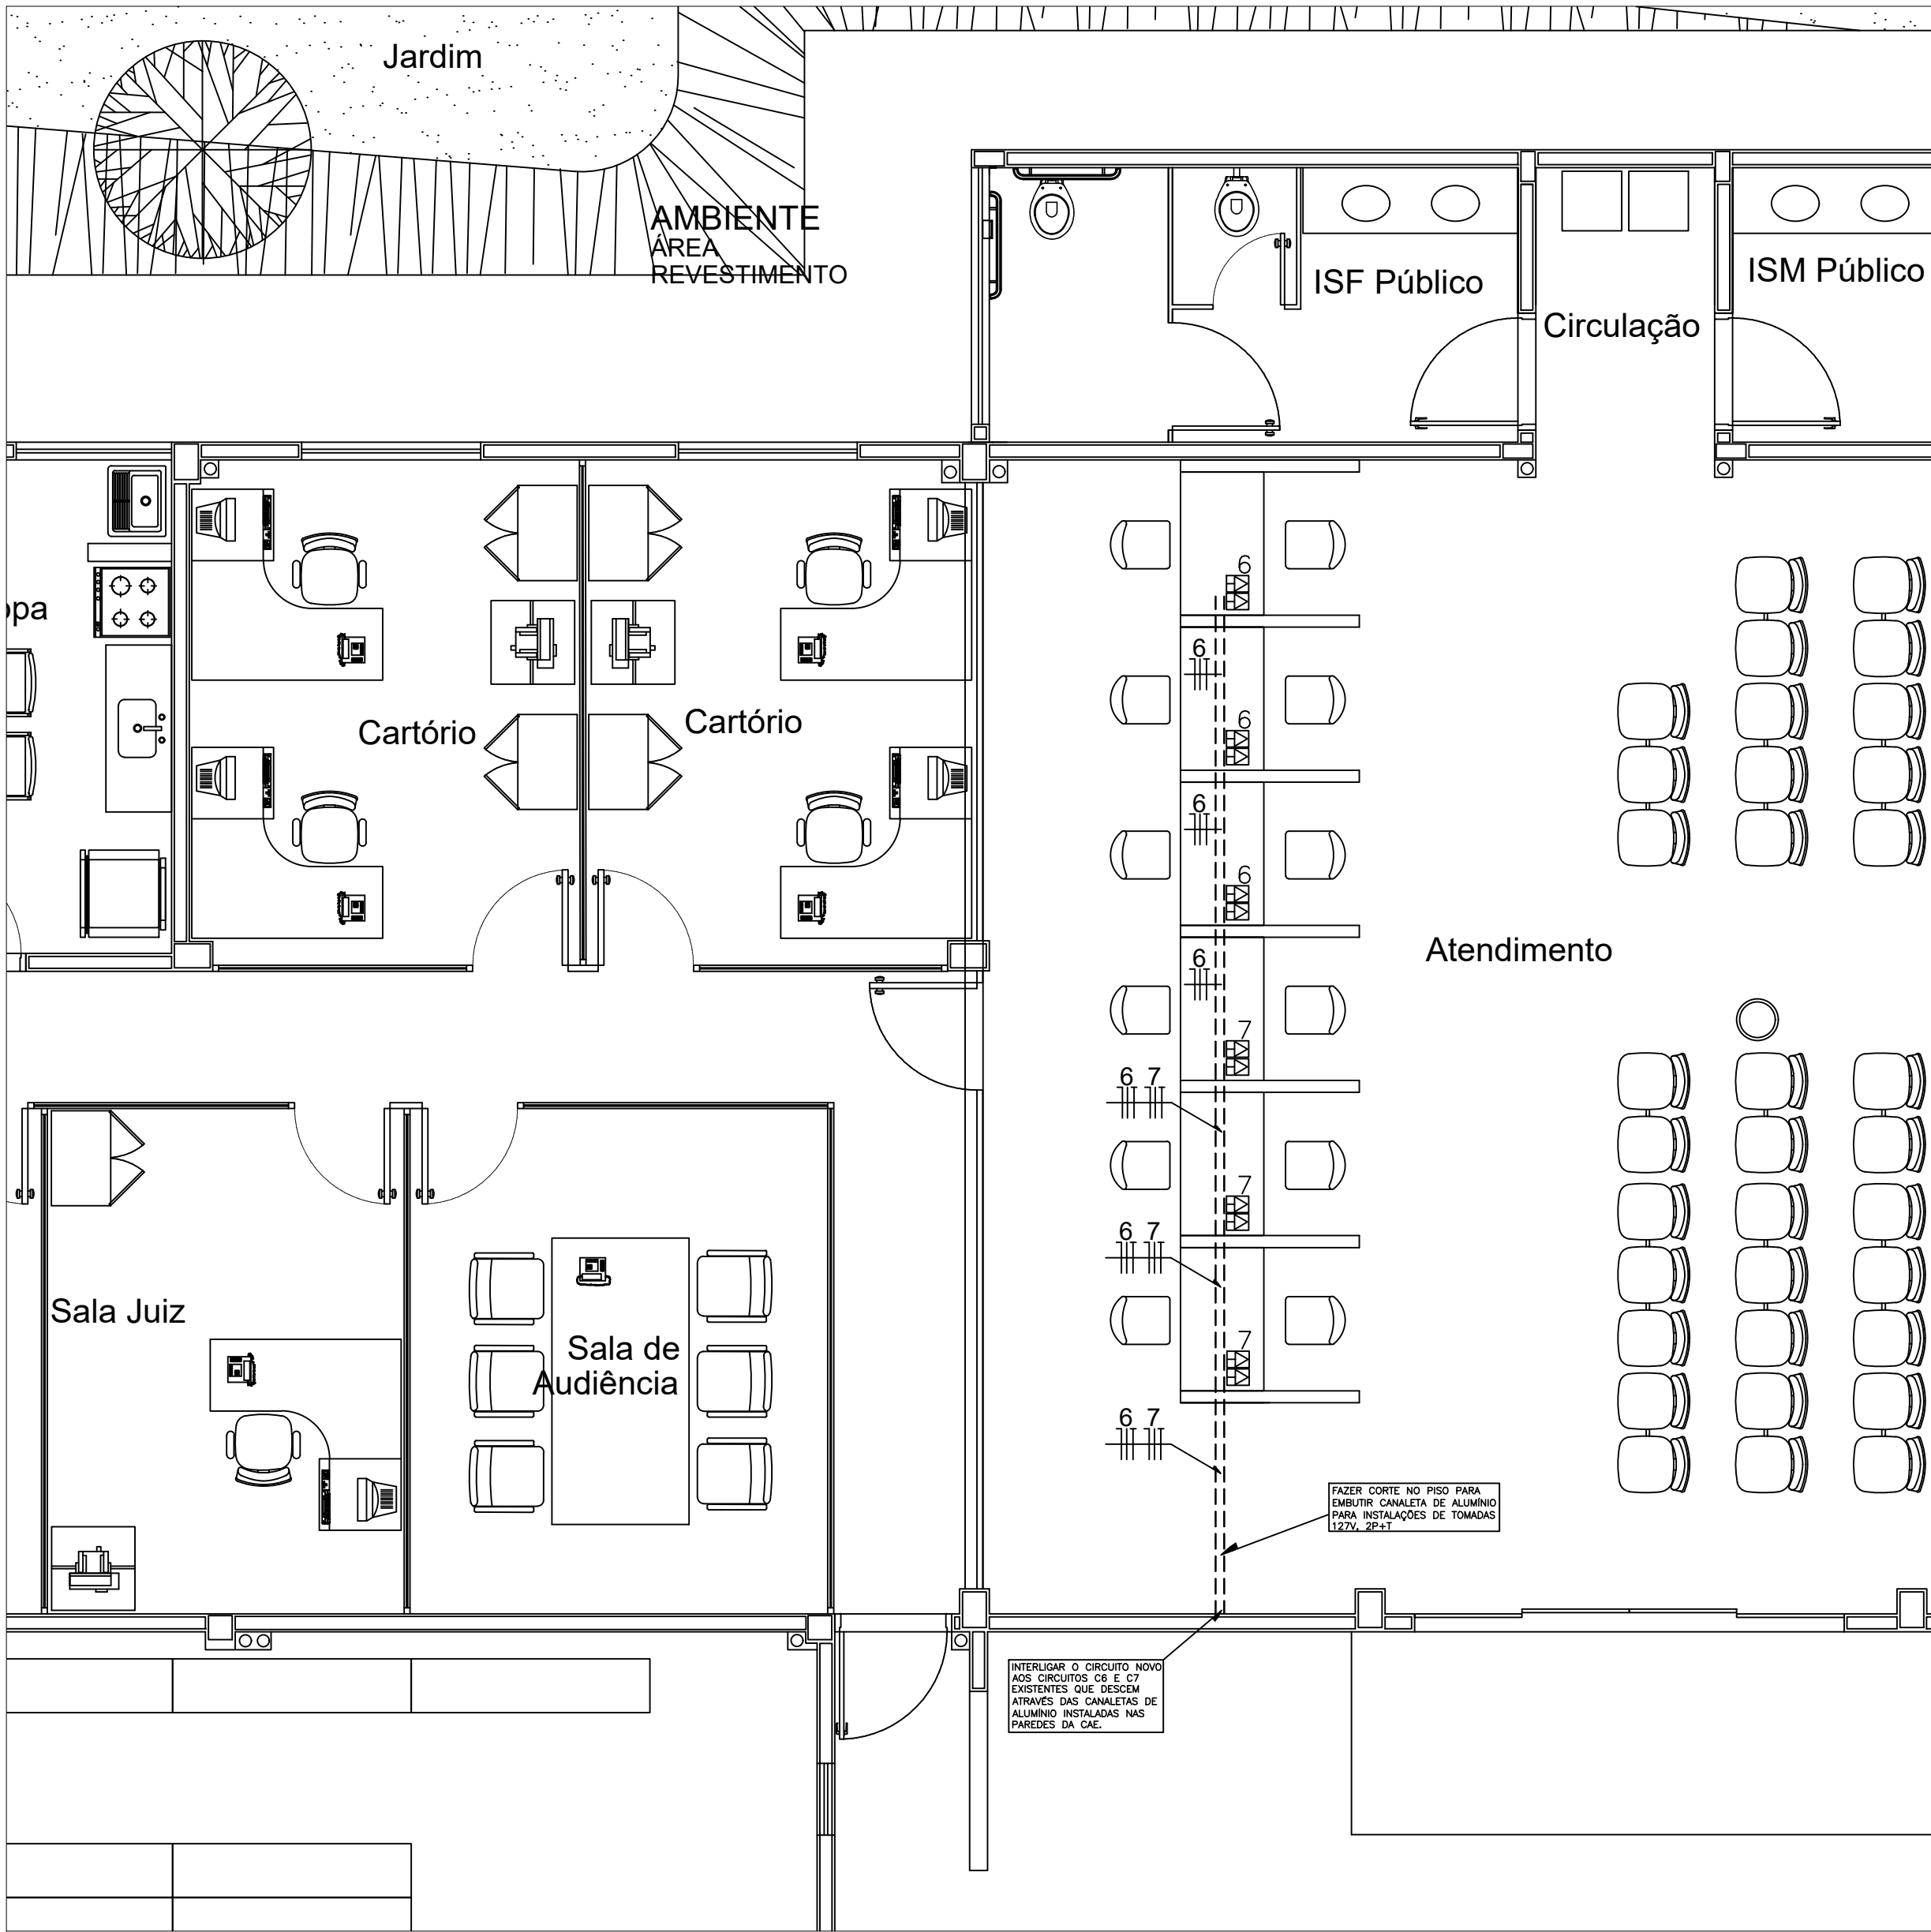 Jardim
AMBIENTE
ÁREA
REVESTIMENTO
ISF Público
Circulação
ISM Público
opa
Cartório
Cartório
6
6
6
6
6
6
Atendimento
7
6 7
7
6 7
7
6 7
Sala Juiz
Sala de
Audiência
FAZER CORTE NO PISO PARA
EMBUTIR CANALETA DE ALUMÍNIO
PARA INSTALAÇÕES DE TOMADAS
127V, 2P+T
INTERLIGAR O CIRCUITO NOVO
AOS CIRCUITOS C6 E C7
EXISTENTES QUE DESCEM
ATRAVÉS DAS CANALETAS DE
ALUMÍNIO INSTALADAS NAS
PAREDES DA CAE.